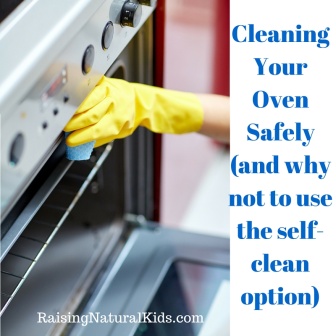 Cleaning
Your
Oven
Safely
(and why
not to use
the self-
clean
option)
RaisingNaturalKids.com